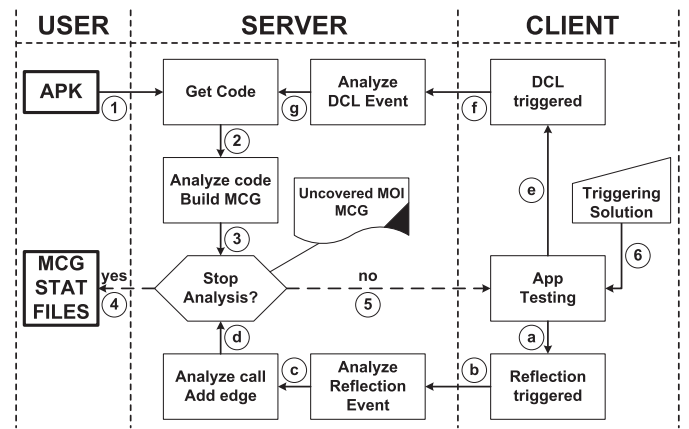 USER
SERVER
CLIENT
APK
1
Get Code
g
Analyze
DCL Event
f
DCL
triggered
2
e
Analyze code
Build MCG
Uncovered MOI
MCG
Triggering
Solution
3
6
MCG
STAT
FILES
yes
4
Stop
Analysis?
no
5
App
Testing
d
a
Analyze call
Add edge
c
Analyze
Reflection
Event
b
Reflection
triggered